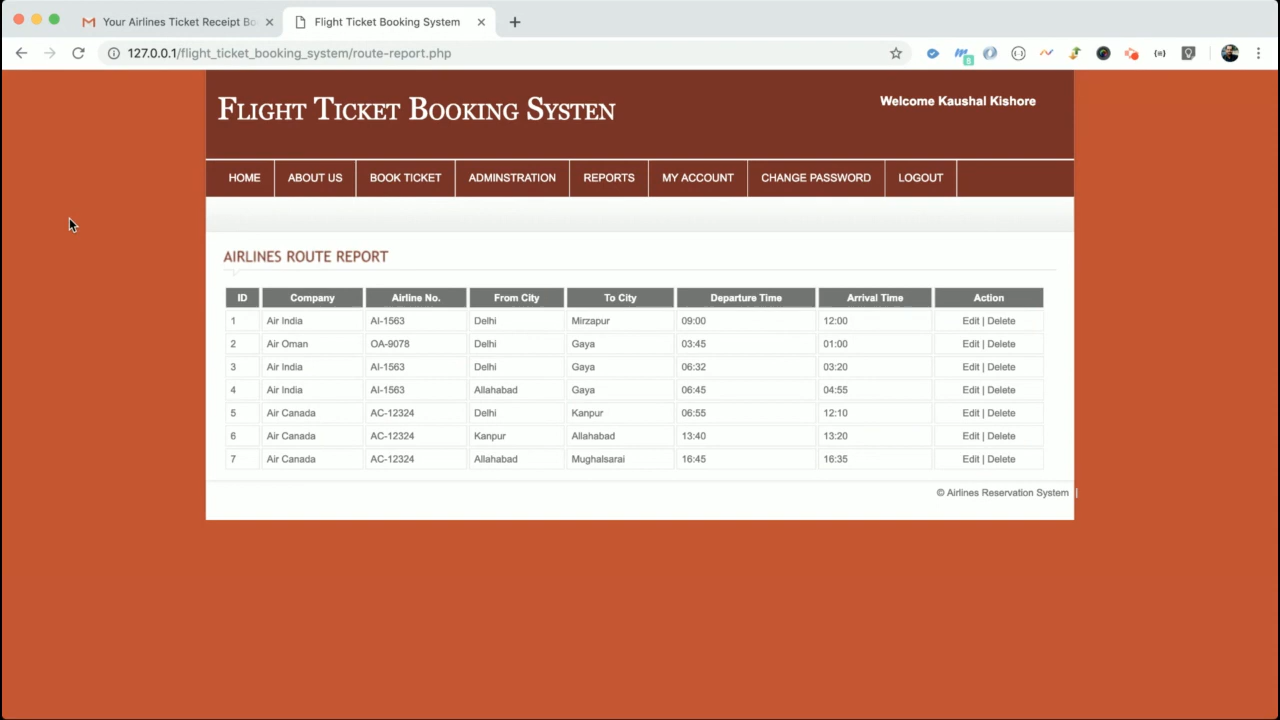 Your Airlines Ticket Receipt Bo
Flight Ticket Booking System
127.0.0.1/flight_ticket_booking_system/route-report.php
8
FLIGHT TICKET BOOKING SYSTEN
Welcome Kaushal Kishore
HOME ABOUT US BOOK TICKET ADMINSTRATION REPORTS MY ACCOUNT CHANGE PASSWORD LOGOUT
AIRLINES ROUTE REPORT
ID Company Airline No. From City To City Departure Time Arrival Time Action
1 Air India AI-1563 Delhi Mirzapur 09:00 12:00 Edit | Delete
2 Air Oman OA-9078 Delhi Gaya 03:45 01:00 Edit | Delete
3 Air India AI-1563 Delhi Gaya 06:32 03:20 Edit | Delete
4 Air India AI-1563 Allahabad Gaya 06:45 04:55 Edit | Delete
5 Air Canada AC-12324 Delhi Kanpur 06:55 12:10 Edit | Delete
6 Air Canada AC-12324 Kanpur Allahabad 13:40 13:20 Edit | Delete
7 Air Canada AC-12324 Allahabad Mughalsarai 16:45 16:35 Edit | Delete
© Airlines Reservation System |